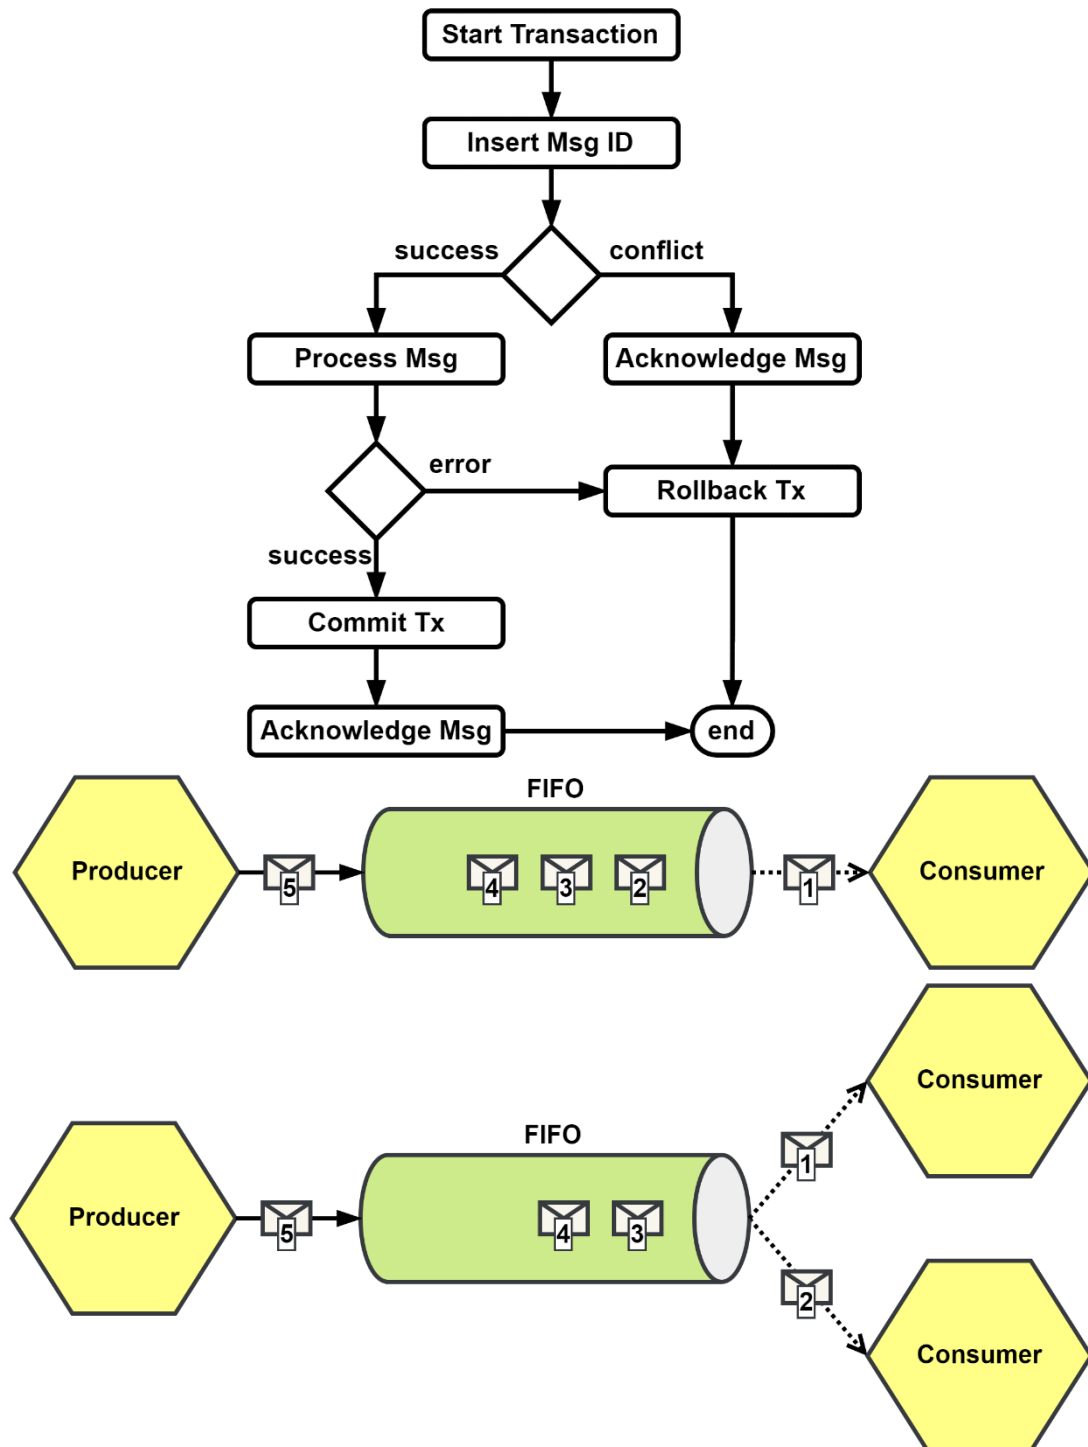 Start Transaction
Insert Msg ID
success
conflict
Process Msg
Acknowledge Msg
error
Rollback Tx
success
Commit Tx
Acknowledge Msg
end
FIFO
Producer
5
4
3
2
1
Consumer
Consumer
FIFO
1
Producer
5
4
3
2
Consumer